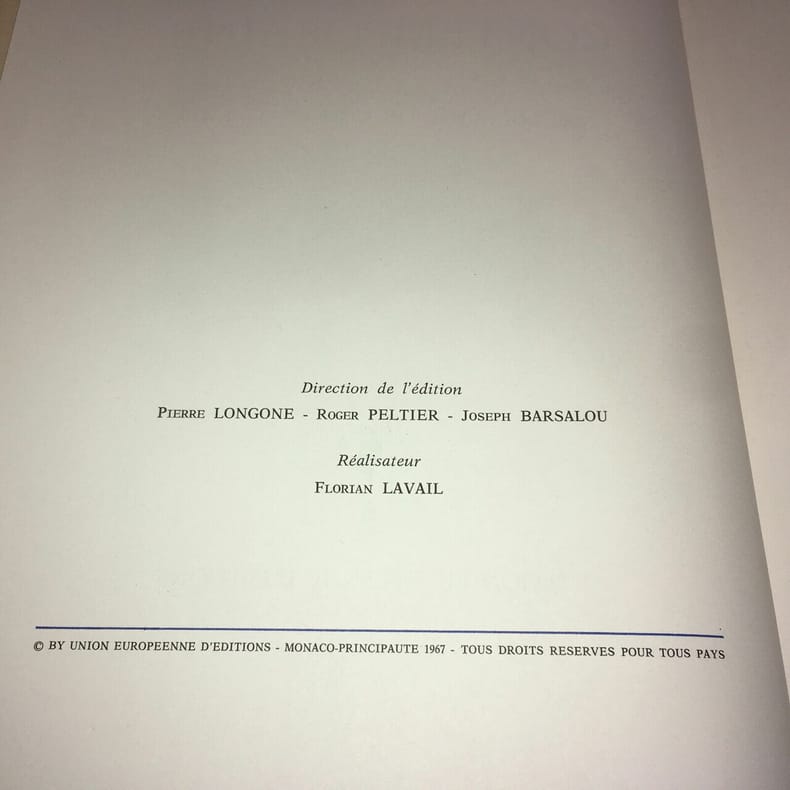 Direction de l'édition
PIERRE LONGONE - ROGER PELTIER - JOSEPH BARSALOU
Réalisateur
FLORIAN LAVAIL
© BY UNION EUROPEENNE D'EDITIONS - MONACO-PRINCIPAUTE 1967 - TOUS DROITS RESERVES POUR TOUS PAYS